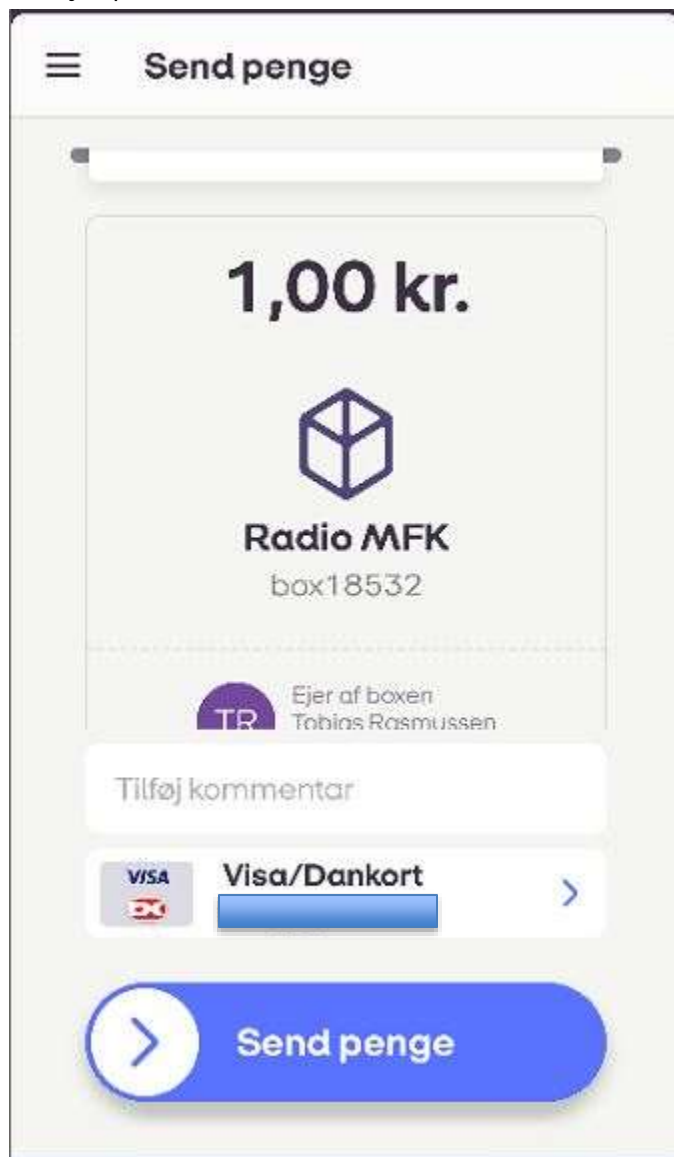 Send penge
1,00 kr.
Radio MFK
box18532
Ejer af boxen
TR
Tobias Rasmussen
Tilføj kommentar
VISA
Visa/Dankort
Send penge